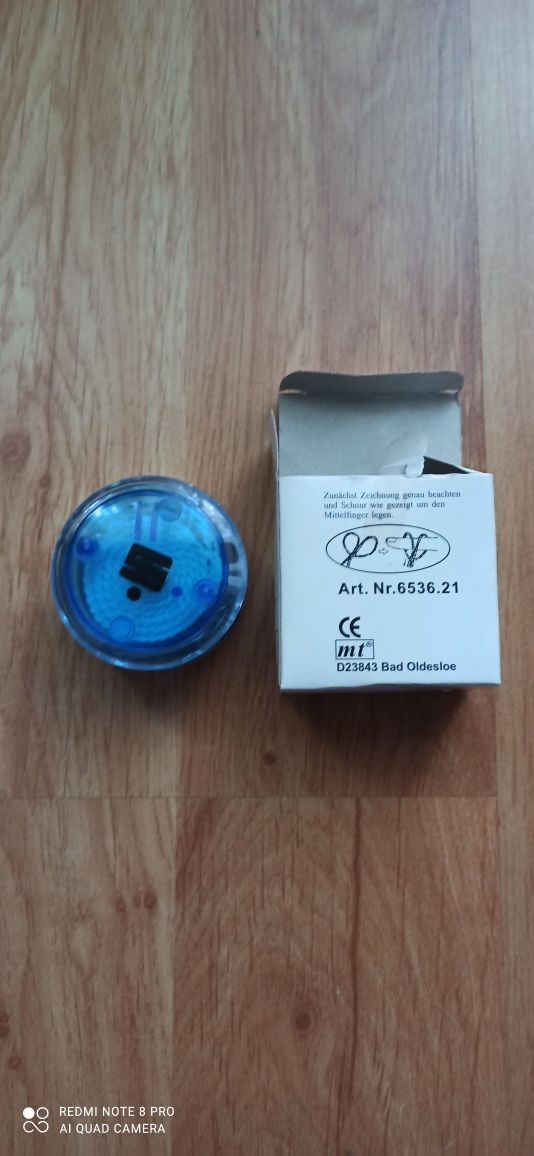 Zunächst Zeichnung genau beachten
und Schnur wie gezeigt um den
Mittelfinger legen.
Art. Nr.6536.21
CE
mt®
D23843 Bad Oldesloe
REDMI NOTE 8 PRO
AI QUAD CAMERA